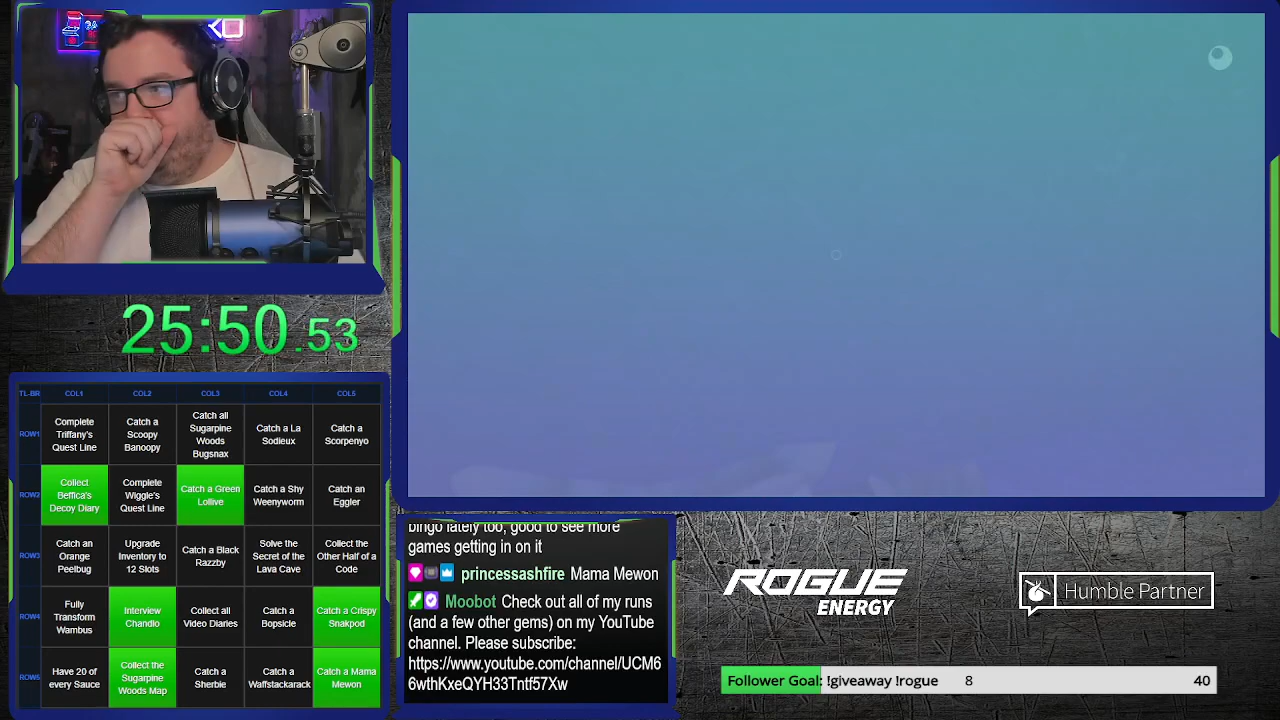 25:50.53
TL-BR COL1 COL2 COL3 COL4 COL5
ROW1
Complete
Triffany's
Quest Line
Catch a
Scoopy
Banoopy
Catch all
Sugarpine
Woods
Bugsnax
Catch a La
Sodieux
Catch a
Scorpenyo
ROW2
Collect
Beffica's
Decoy Diary
Complete
Wiggle's
Quest Line
Catch a Green
Lollive
Catch a Shy
Weenyworm
Catch an
Eggler
ROW3
Catch an
Orange
Peelbug
Upgrade
Inventory to
12 Slots
Catch a Black
Razzby
Solve the
Secret of the
Lava Cave
Collect the
Other Half of a
Code
ROW4
Fully
Transform
Wambus
Interview
Chandlo
Collect all
Video Diaries
Catch a
Bopsicle
Catch a Crispy
Snakpod
ROW5
Have 20 of
every Sauce
Collect the
Sugarpine
Woods Map
Catch a
Sherbie
Catch a
Waffstackarack
Catch a Mama
Mewon
bingo lately too, good to see more
games getting in on it
princessashfire Mama Mewon
Moobot Check out all of my runs
(and a few other gems) on my YouTube
channel. Please subscribe:
https://www.youtube.com/channel/UCM6
6wthKxeQYH33Tntf57Xw
ROGUE
ENERGY
Humble Partner
Follower Goal: !giveaway !rogue 8 40